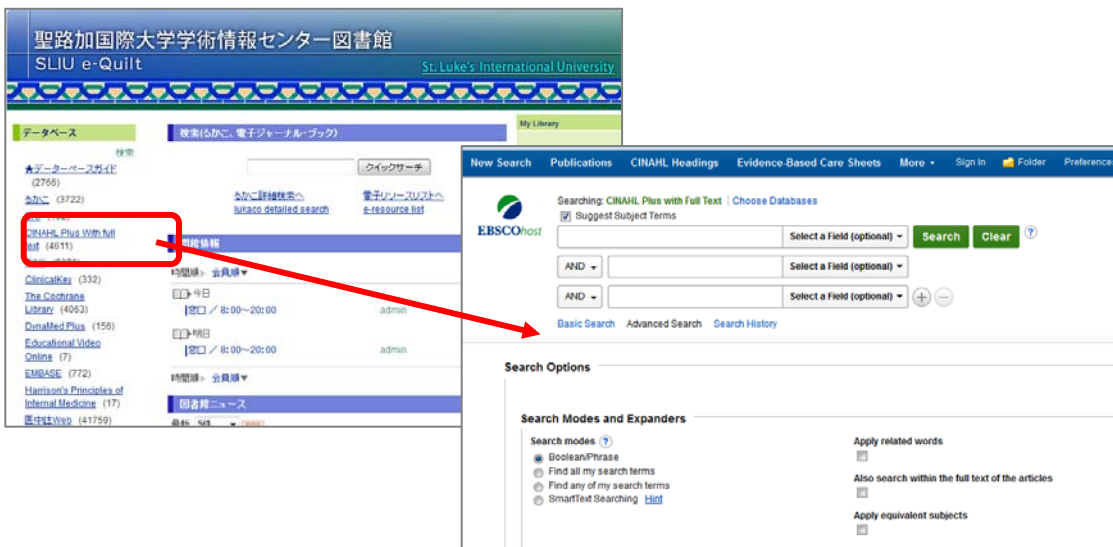 聖路加国際大学学術情報センター図書館
SLIU e-Quilt
St. Luke's International University
My Library
データベース
検索
★データーベースガイド
(2766)
るかこ (3722)
CINAHL Plus With full
text (4611)
ClinicalKey (332)
The Cochrane
Library (4063)
DynaMed Plus (156)
Educational Video
Online (7)
EMBASE (772)
Harrison's Principles of
Internal Medicine (17)
医中誌Web (41759)
検索(るかこ、電子ジャーナル・ブック)
クイックサーチ
るかこ詳細検索へ
lukaco detailed search
電子リソースリストへ
e-resource list
図書館情報
時間順 会員順▼
今日
窓口 / 8:00～20:00 admin
明日
窓口 / 8:00～20:00 admin
時間順 会員順▼
図書館ニュース
New Search Publications CINAHL Headings Evidence-Based Care Sheets More Sign In Folder Preference
EBSCOhost
Searching: CINAHL Plus with Full Text | Choose Databases
Suggest Subject Terms
Select a Field (optional) Search Clear ?
AND Select a Field (optional)
AND Select a Field (optional) + −
Basic Search Advanced Search Search History
Search Options
Search Modes and Expanders
Search modes ?
Boolean/Phrase
Find all my search terms
Find any of my search terms
SmartText Searching Hint
Apply related words
Also search within the full text of the articles
Apply equivalent subjects